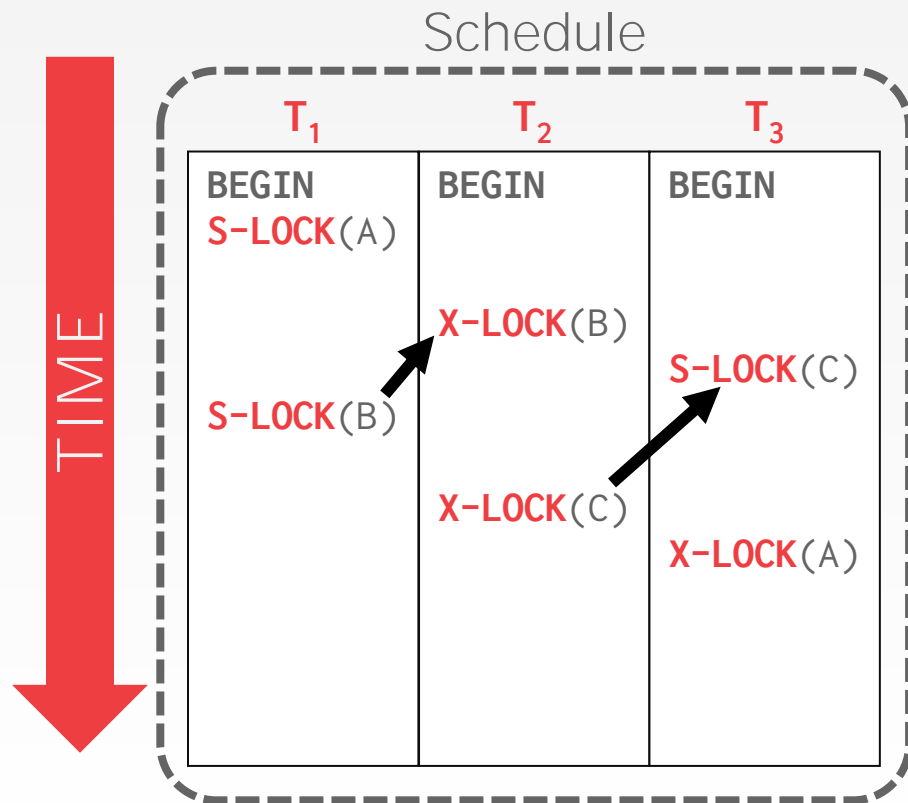 Schedule
TIME
T1 T2 T3
BEGIN BEGIN BEGIN
S-LOCK(A)
X-LOCK(B)
S-LOCK(C)
S-LOCK(B)
X-LOCK(C)
X-LOCK(A)